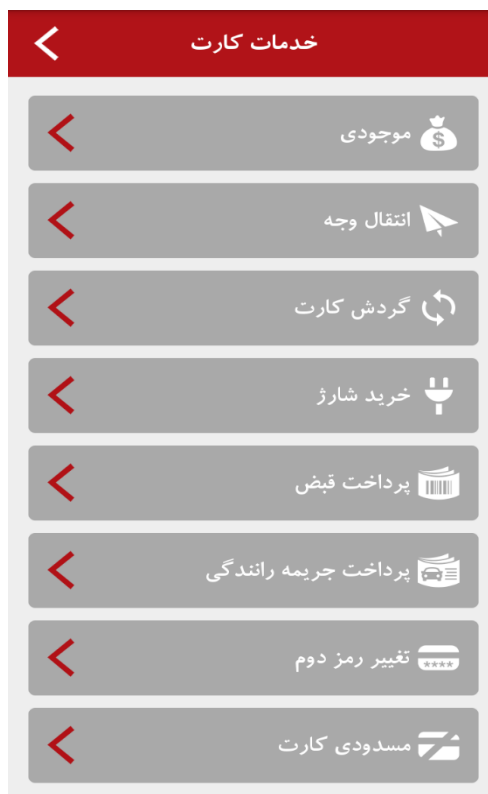 خدمات کارت
موجودی
انتقال وجه
گردش کارت
خرید شارژ
پرداخت قبض
پرداخت جریمه رانندگی
تغییر رمز دوم
مسدودی کارت